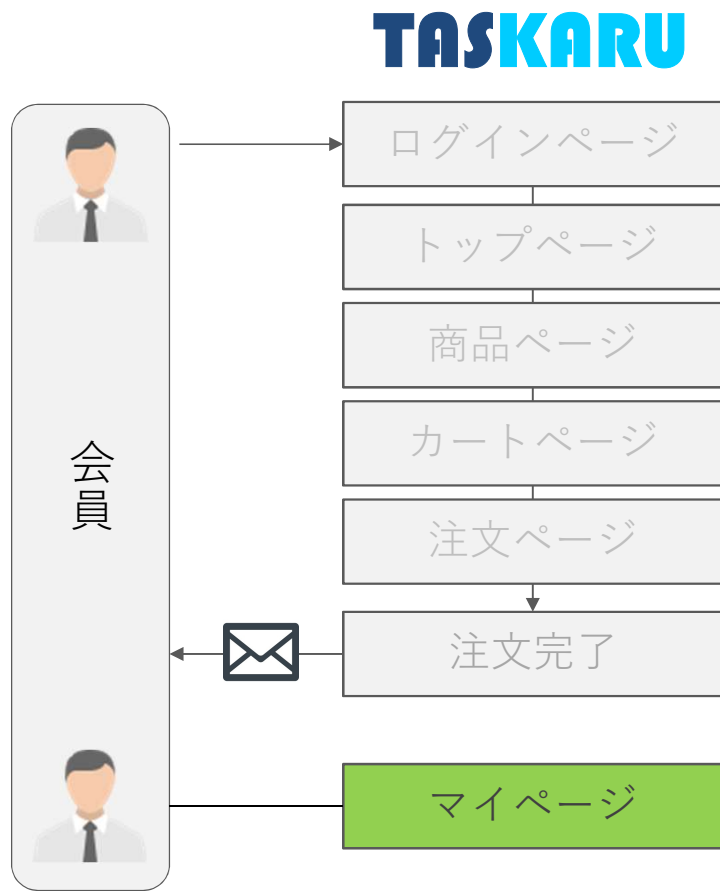 TASKARU
ログインページ
トップページ
商品ページ
カートページ
会員
注文ページ
注文完了
マイページ